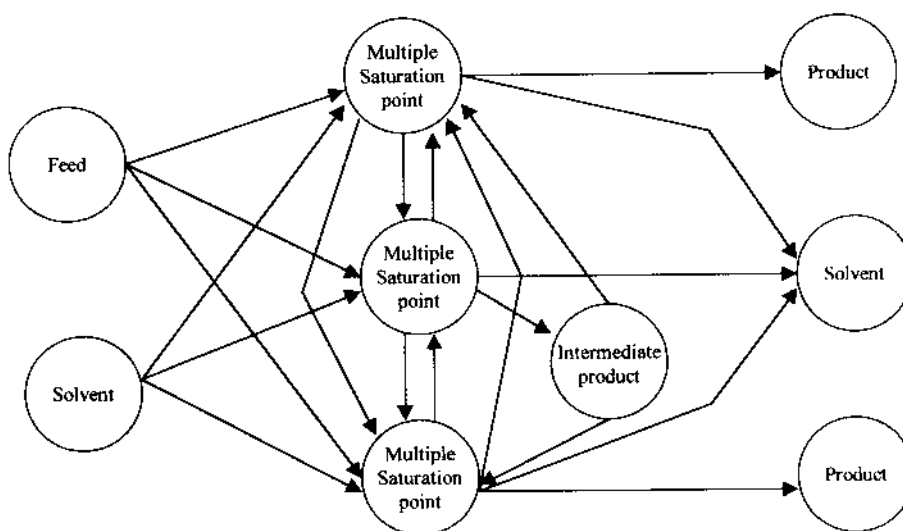 Multiple
Saturation
point
Product
Feed
Multiple
Saturation
point
Solvent
Intermediate
product
Solvent
Multiple
Saturation
point
Product